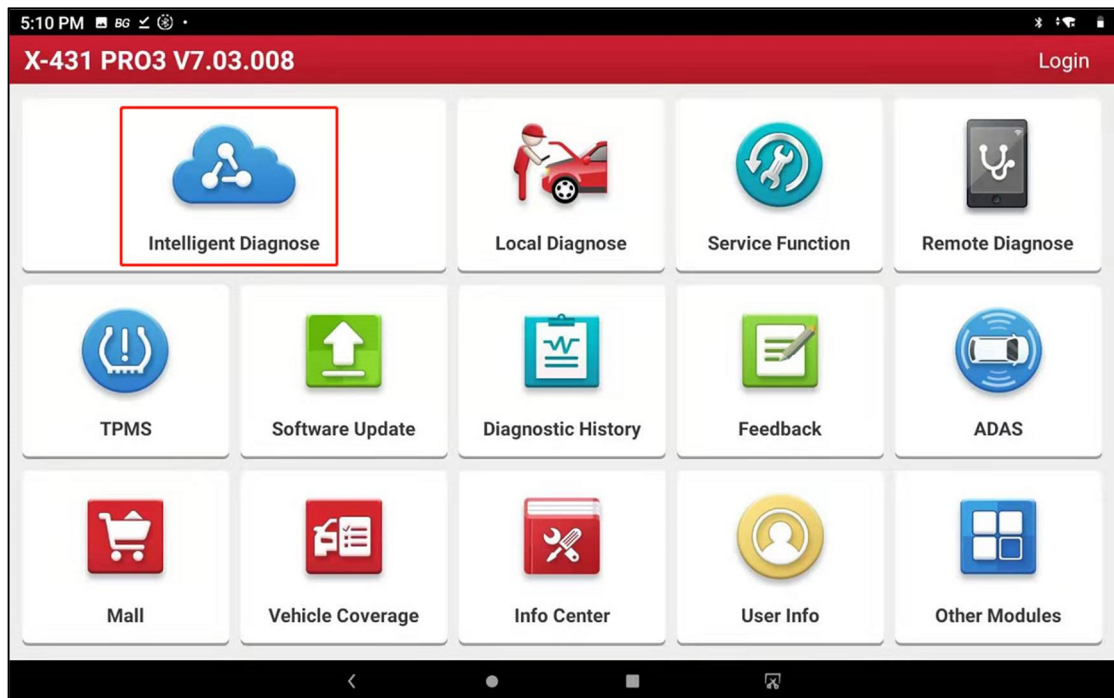 5:10 PM BG
X-431 PRO3 V7.03.008 Login
Intelligent Diagnose Local Diagnose Service Function Remote Diagnose
TPMS Software Update Diagnostic History Feedback ADAS
Mall Vehicle Coverage Info Center User Info Other Modules